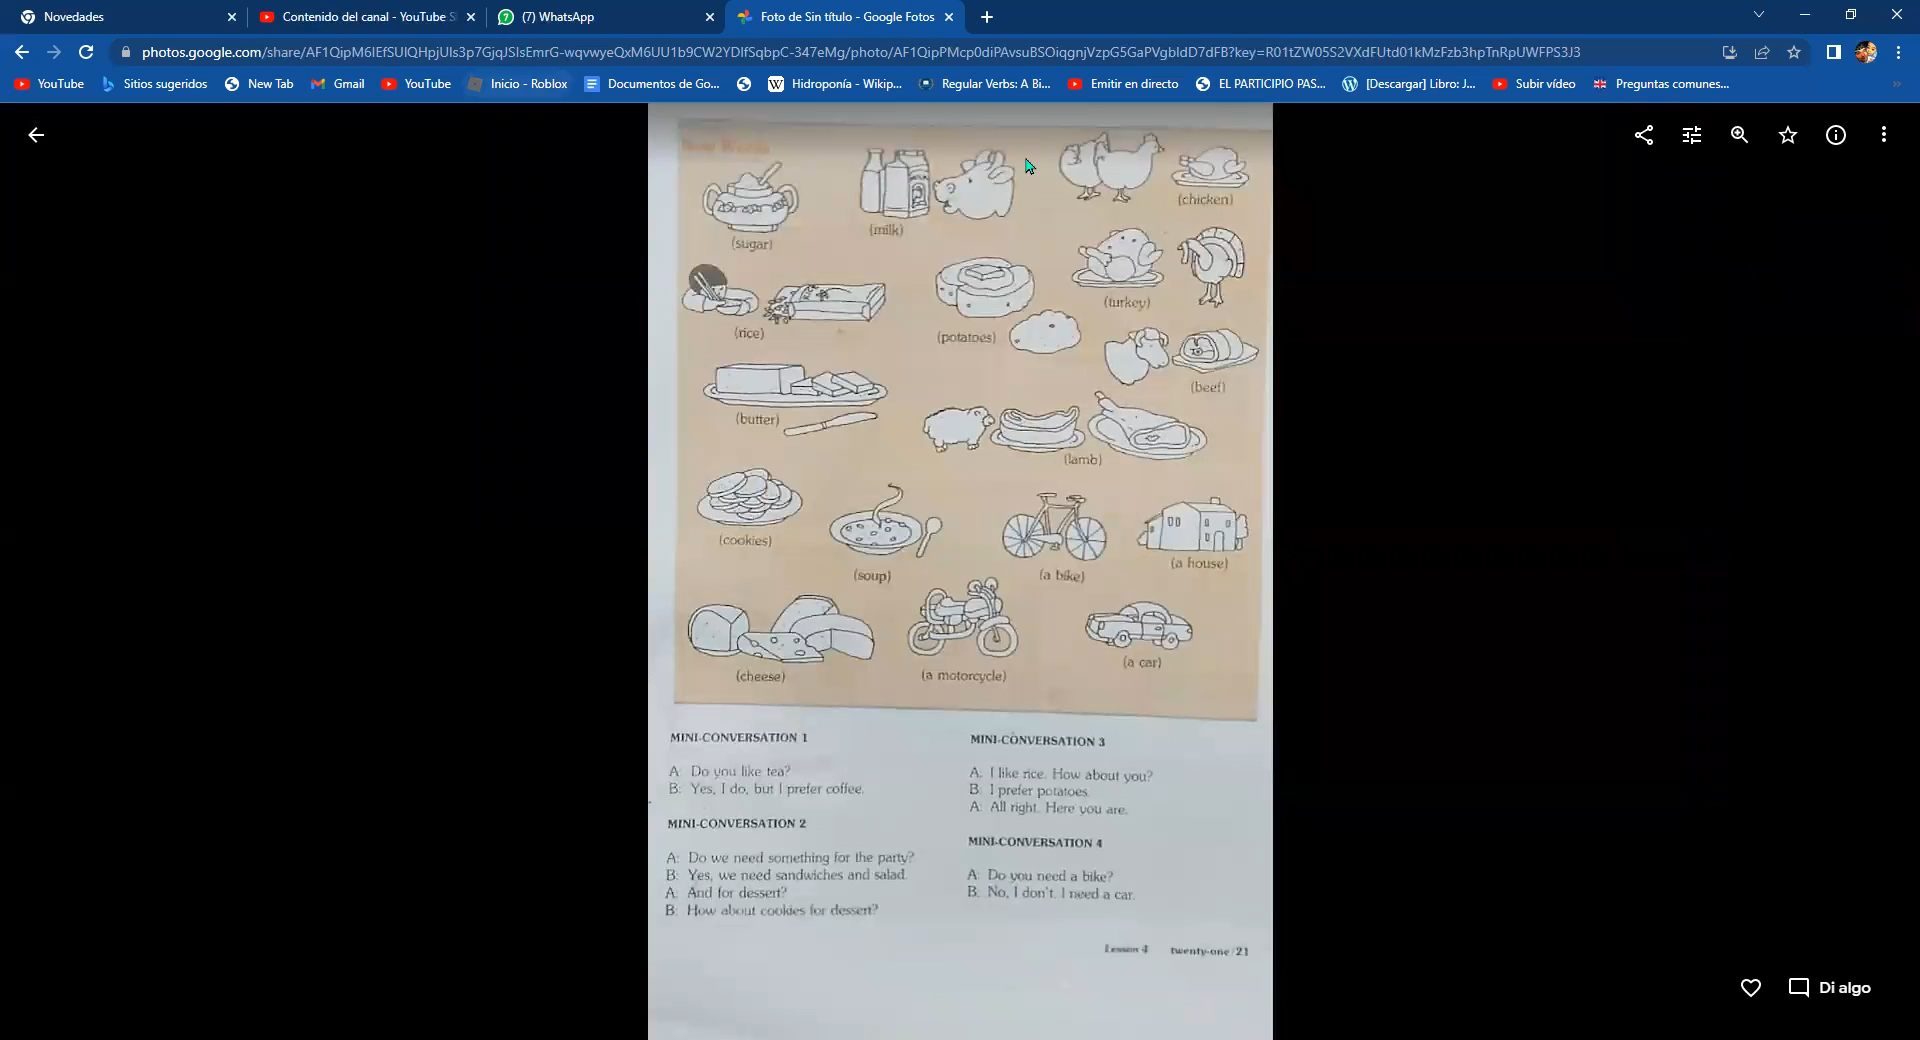 Novedades
Contenido del canal - YouTube S
(7) WhatsApp
Foto de Sin título - Google Fotos
photos.google.com/share/AF1QipM6lEfSUlQHpjUls3p7GjqJSlsEmrG-wqvwyeQxM6UU1b9CW2YDlfSqbpC-347eMg/photo/AF1QipPMcp0diPAvsuBSOiqgnjVzpG5GaPVgbldD7dFB?key=R01tZW05S2VXdFUtd01kMzFzb3hpTnRpUWFPS3J3
YouTube
Sitios sugeridos
New Tab
Gmail
YouTube
Inicio - Roblox
Documentos de Go...
Hidroponía - Wikip...
Regular Verbs: A Bi...
Emitir en directo
EL PARTICIPIO PAS...
[Descargar] Libro: J...
Subir vídeo
Preguntas comunes...
New Words
(sugar)
(milk)
(chicken)
(rice)
(potatoes)
(turkey)
(beef)
(butter)
(lamb)
(cookies)
(soup)
(a bike)
(a house)
(cheese)
(a motorcycle)
(a car)
MINI-CONVERSATION 1
A: Do you like tea?
B: Yes, I do, but I prefer coffee.
MINI-CONVERSATION 2
A: Do we need something for the party?
B: Yes, we need sandwiches and salad.
A: And for dessert?
B: How about cookies for dessert?
MINI-CONVERSATION 3
A: I like rice. How about you?
B: I prefer potatoes.
A: All right. Here you are.
MINI-CONVERSATION 4
A: Do you need a bike?
B: No, I don't. I need a car.
Lesson 4 twenty-one/21
Di algo